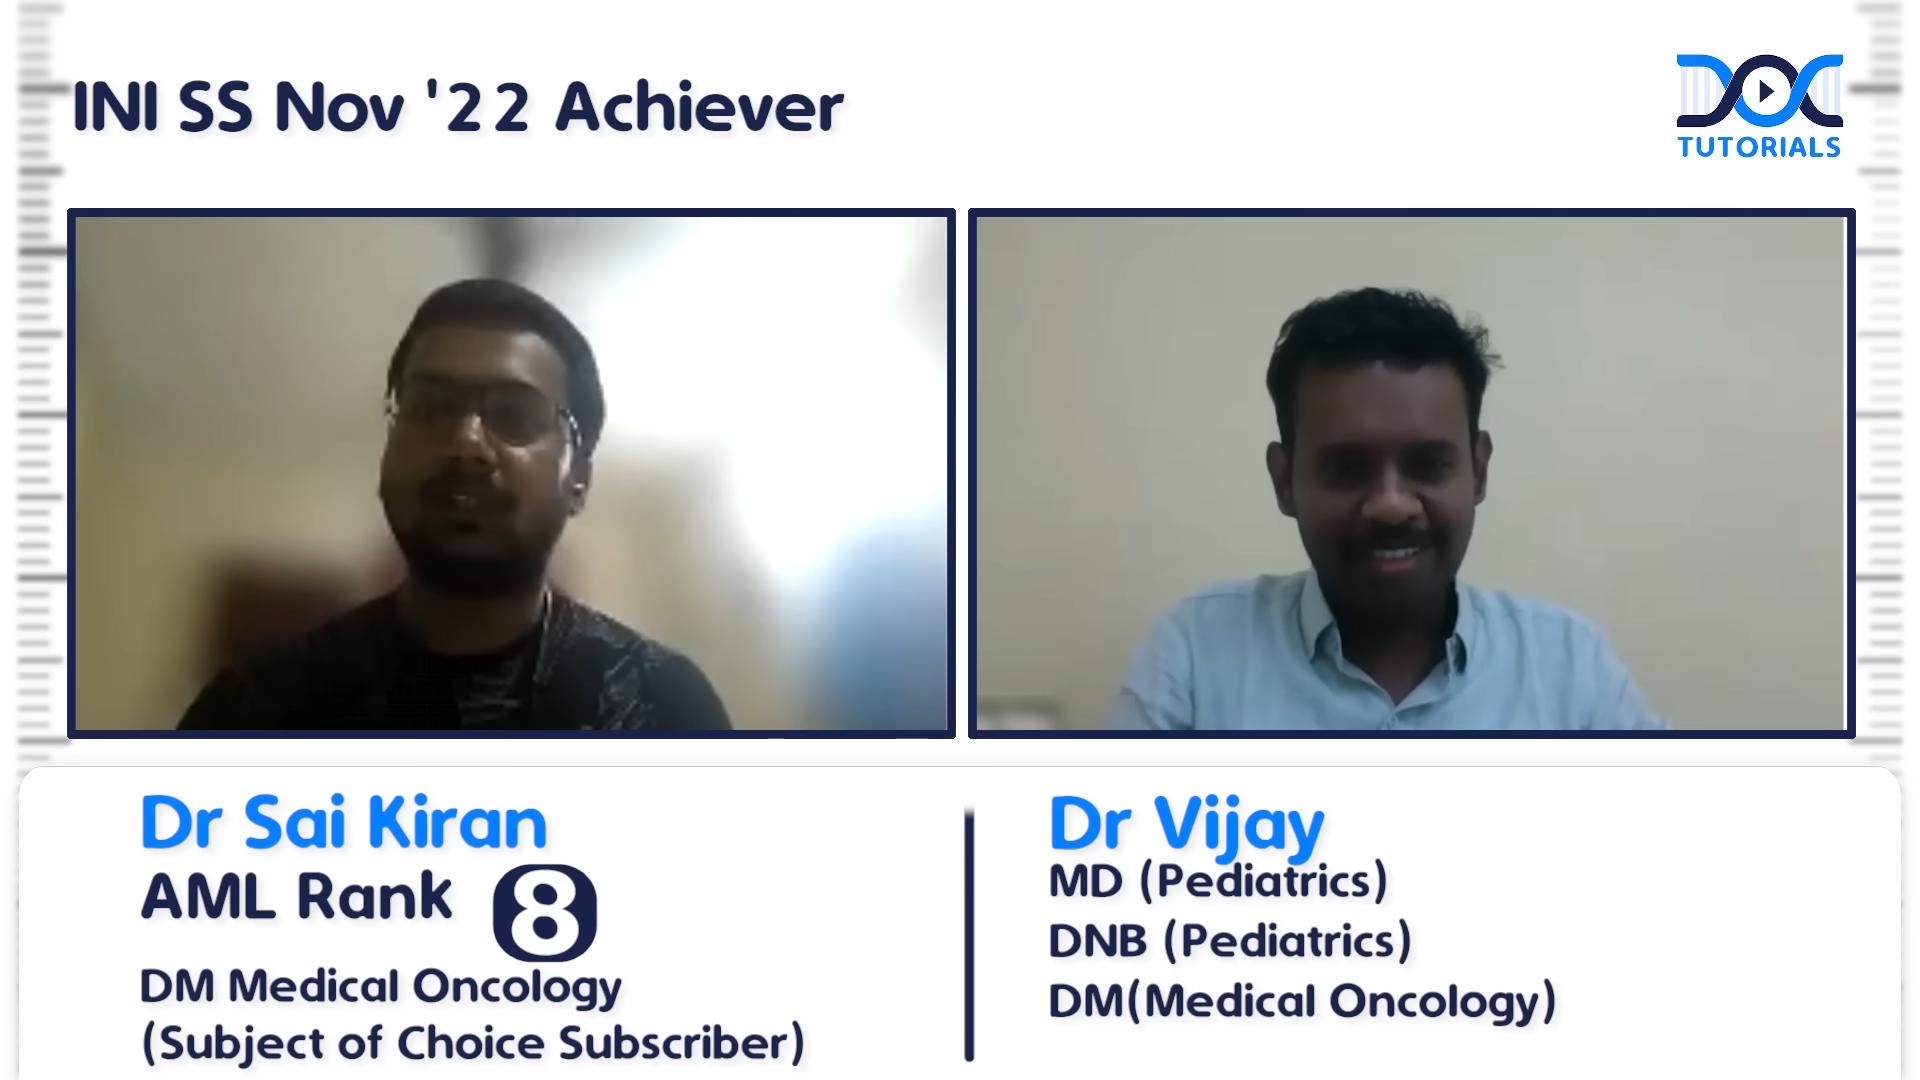 INI SS Nov '22 Achiever
DOC
TUTORIALS
Dr Sai Kiran
AML Rank 8
DM Medical Oncology
(Subject of Choice Subscriber)
Dr Vijay
MD (Pediatrics)
DNB (Pediatrics)
DM(Medical Oncology)